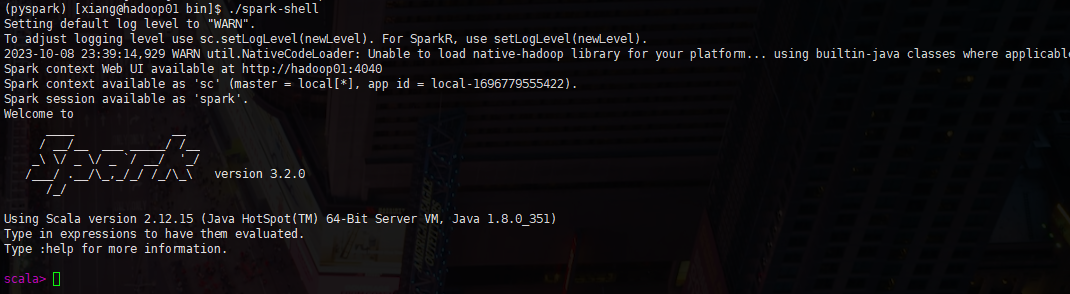 (pyspark) [xiang@hadoop01 bin]$ ./spark-shell
Setting default log level to "WARN".
To adjust logging level use sc.setLogLevel(newLevel). For SparkR, use setLogLevel(newLevel).
2023-10-08 23:39:14,929 WARN util.NativeCodeLoader: Unable to load native-hadoop library for your platform... using builtin-java classes where applicable
Spark context Web UI available at http://hadoop01:4040
Spark context available as 'sc' (master = local[*], app id = local-1696779555422).
Spark session available as 'spark'.
Welcome to
      ____              __
     / __/__  ___ _____/ /__
    _\ \/ _ \/ _ `/ __/  '_/
   /___/ .__/\_,_/_/ /_/\_\   version 3.2.0
      /_/
Using Scala version 2.12.15 (Java HotSpot(TM) 64-Bit Server VM, Java 1.8.0_351)
Type in expressions to have them evaluated.
Type :help for more information.
scala>